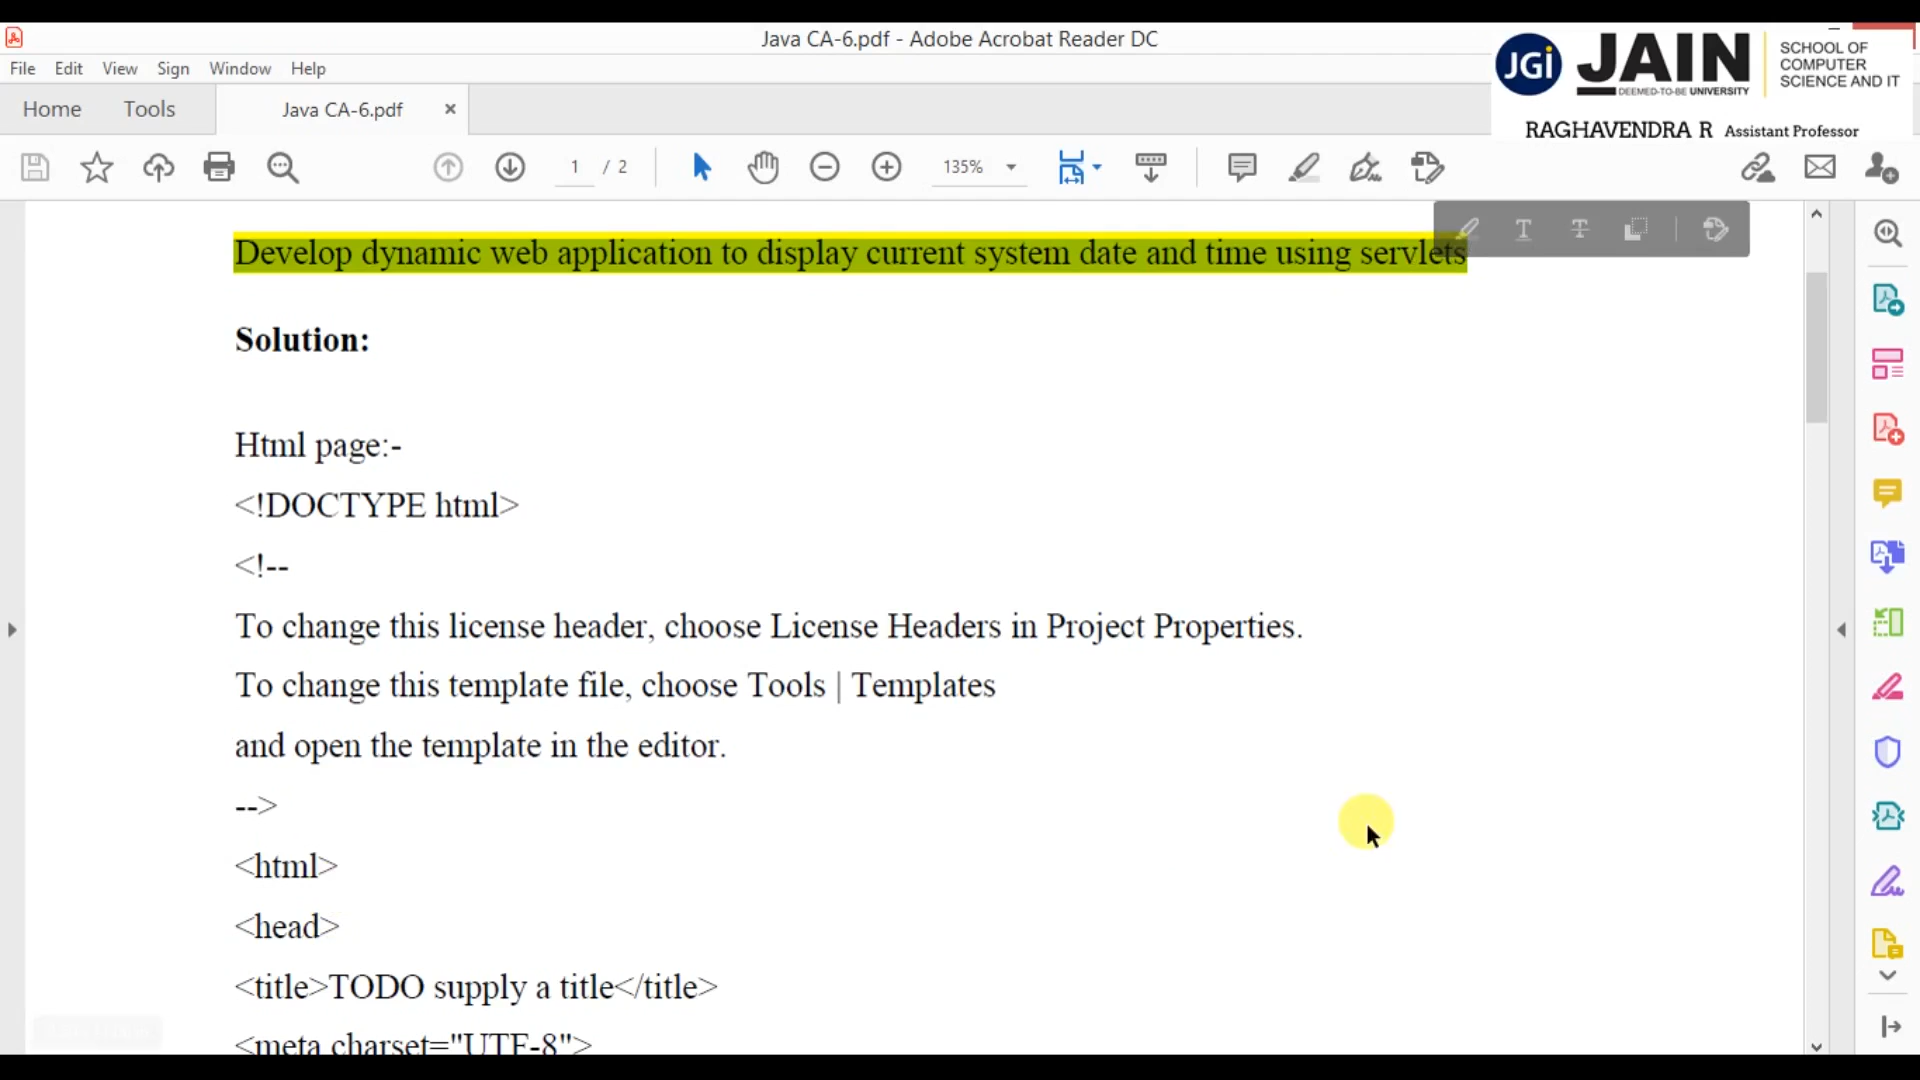 Java CA-6.pdf - Adobe Acrobat Reader DC
File Edit View Sign Window Help
JGi JAIN DEEMED-TO-BE UNIVERSITY
SCHOOL OF
COMPUTER
SCIENCE AND IT
RAGHAVENDRA R Assistant Professor
Home Tools Java CA-6.pdf
1 / 2 135%
Develop dynamic web application to display current system date and time using servlets
Solution:
Html page:-
<!DOCTYPE html>
<!--
To change this license header, choose License Headers in Project Properties.
To change this template file, choose Tools | Templates
and open the template in the editor.
-->
<html>
<head>
<title>TODO supply a title</title>
<meta charset="UTF-8">